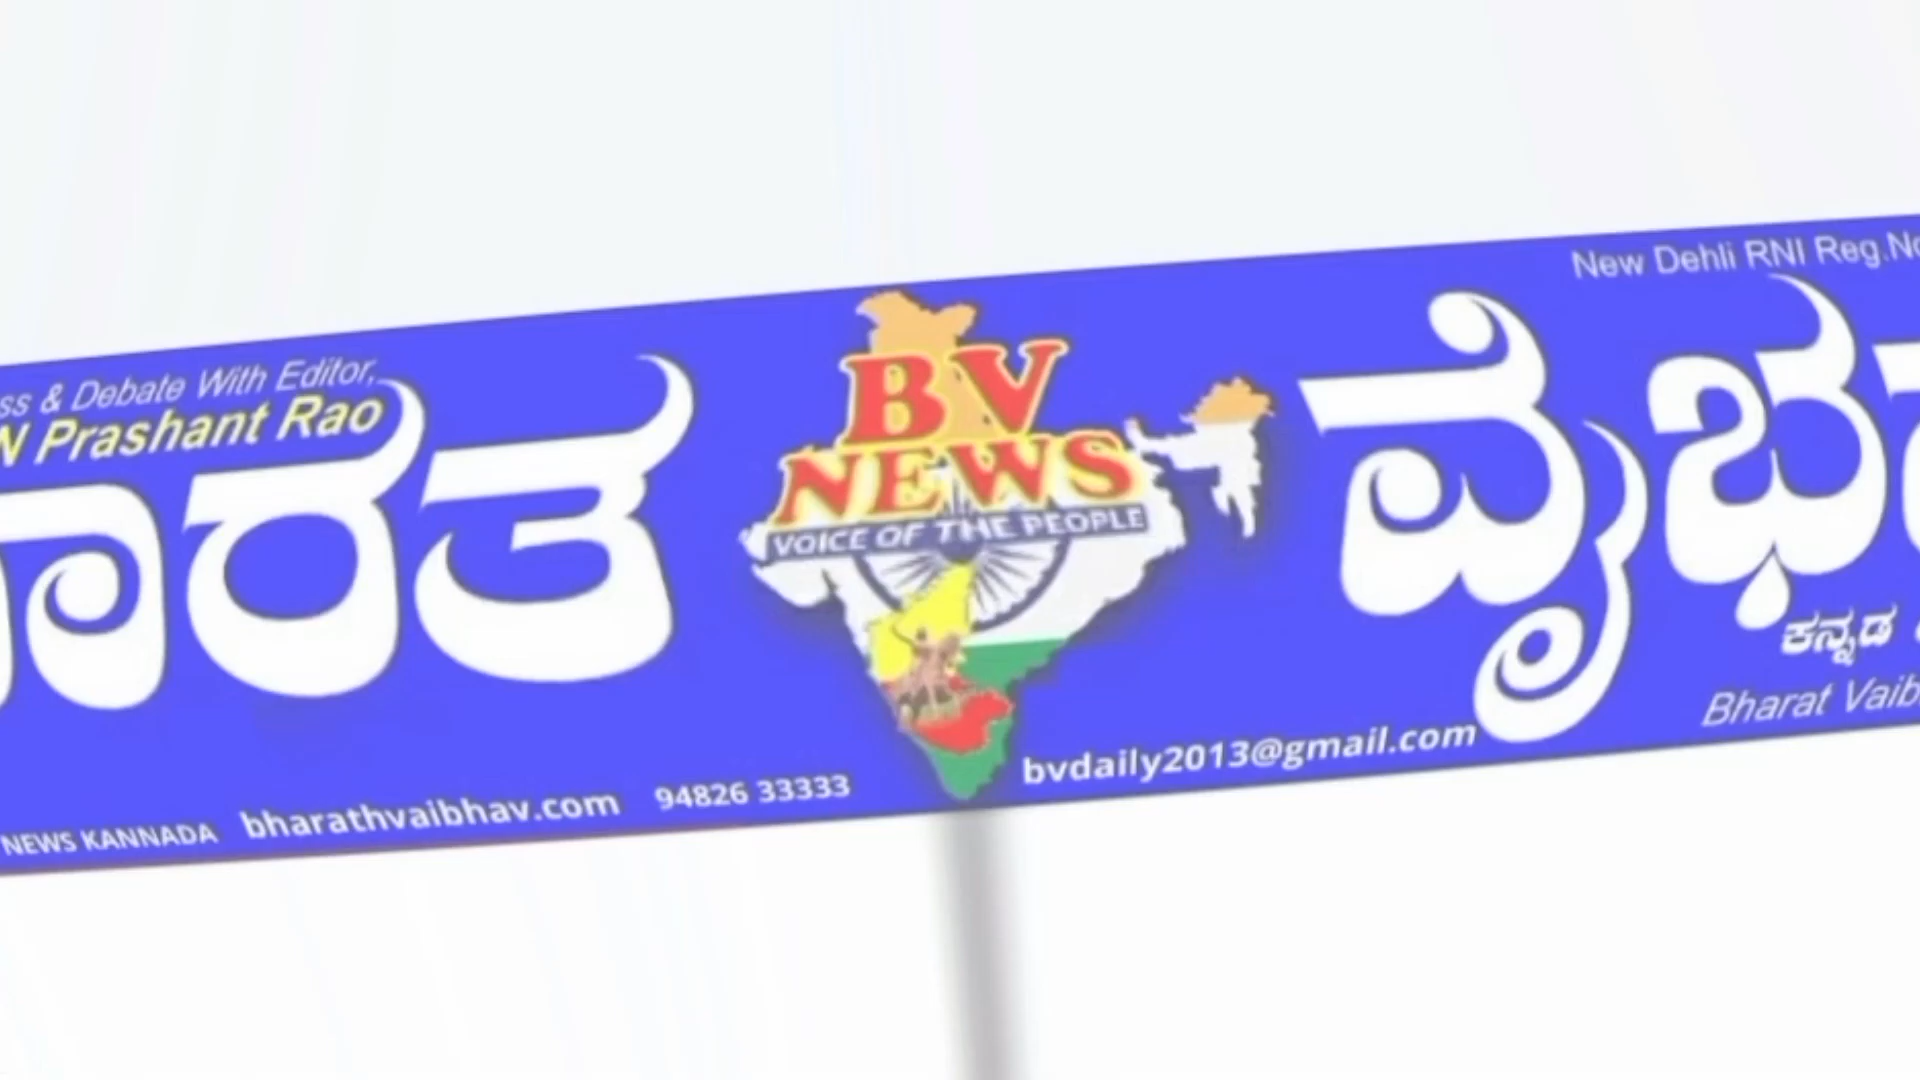 & Debate With Editor,
N Prashant Rao
ಭಾರತ
BV
NEWS
VOICE OF THE PEOPLE
New Dehli RNI Reg.No
ವೈಭವ
ಕನ್ನಡ
Bharat Vaib
NEWS KANNADA bharathvaibhav.com 94826 33333
bvdaily2013@gmail.com